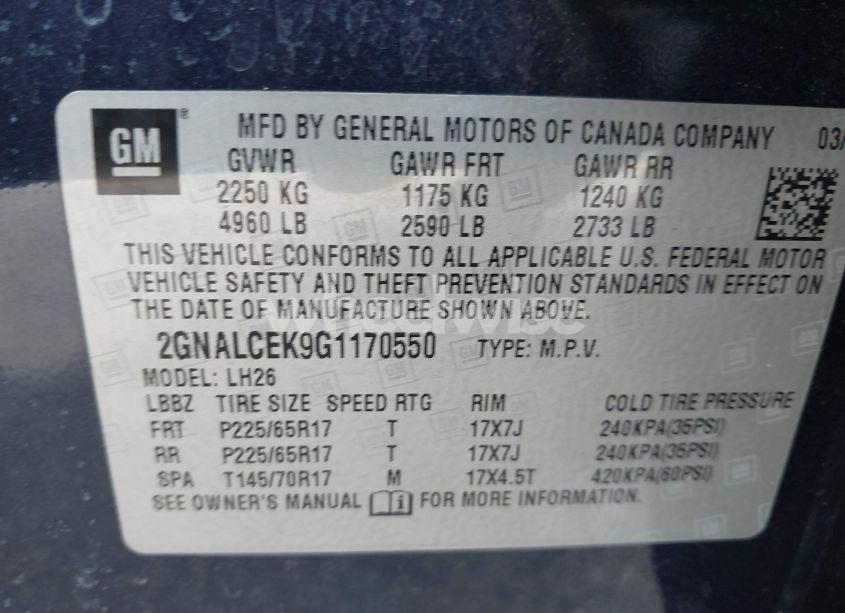 GM ® MFD BY GENERAL MOTORS OF CANADA COMPANY 03/
GVWR GAWR FRT GAWR RR
2250 KG 1175 KG 1240 KG
4960 LB 2590 LB 2733 LB
THIS VEHICLE CONFORMS TO ALL APPLICABLE U.S. FEDERAL MOTOR
VEHICLE SAFETY AND THEFT PREVENTION STANDARDS IN EFFECT ON
THE DATE OF MANUFACTURE SHOWN ABOVE.
2GNALCEK9G1170550 TYPE: M.P.V.
MODEL: LH26
LBBZ TIRE SIZE SPEED RTG RIM COLD TIRE PRESSURE
FRT P225/65R17 T 17X7J 240KPA(35PSI)
RR P225/65R17 T 17X7J 240KPA(35PSI)
SPA T145/70R17 M 17X4.5T 420KPA(60PSI)
SEE OWNER'S MANUAL i FOR MORE INFORMATION.